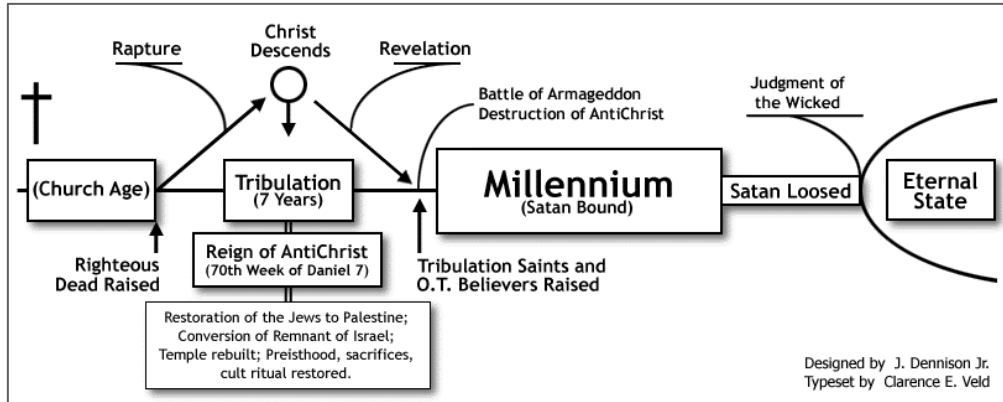 Rapture
Christ
Descends
Revelation
Battle of Armageddon
Destruction of AntiChrist
Judgment of
the Wicked
(Church Age)
Tribulation
(7 Years)
Millennium
(Satan Bound)
Satan Loosed
Eternal
State
Righteous
Dead Raised
Reign of AntiChrist
(70th Week of Daniel 7)
Tribulation Saints and
O.T. Believers Raised
Restoration of the Jews to Palestine;
Conversion of Remnant of Israel;
Temple rebuilt; Preisthood, sacrifices,
cult ritual restored.
Designed by J. Dennison Jr.
Typeset by Clarence E. Veld